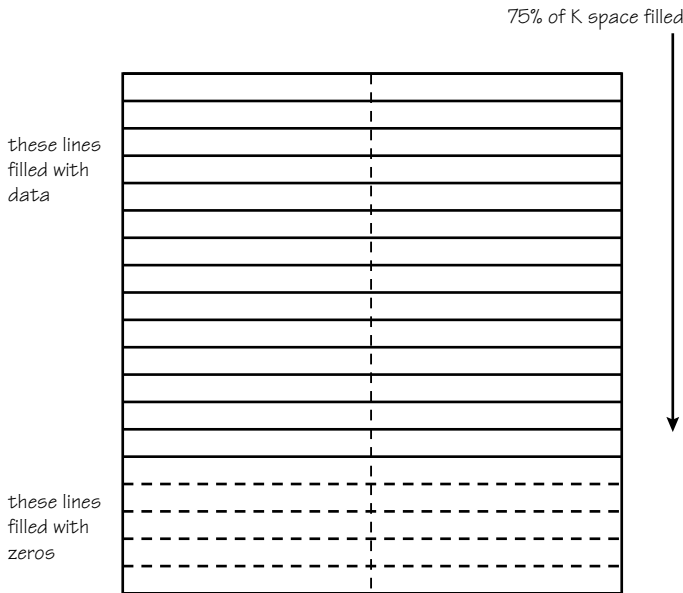 75% of K space filled
these lines
filled with
data
these lines
filled with
zeros